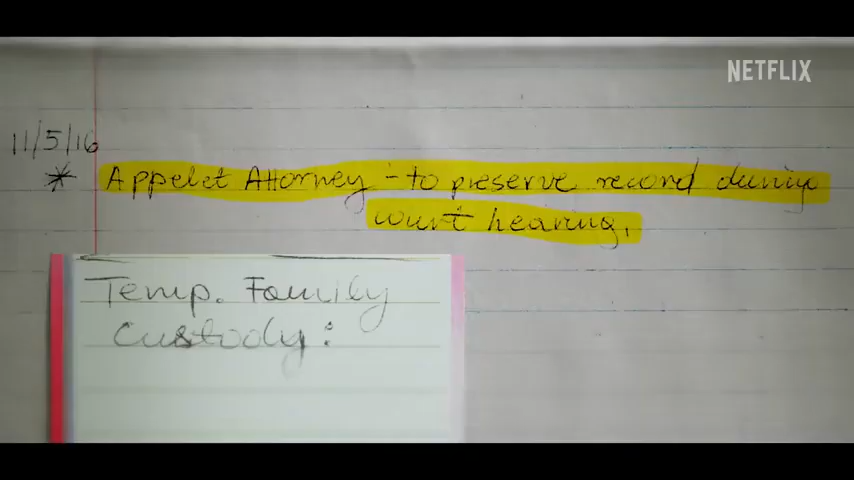 NETFLIX
11/5/16
* Appelet Attorney - to preserve record during
court hearing.
Temp. Family
Custody: